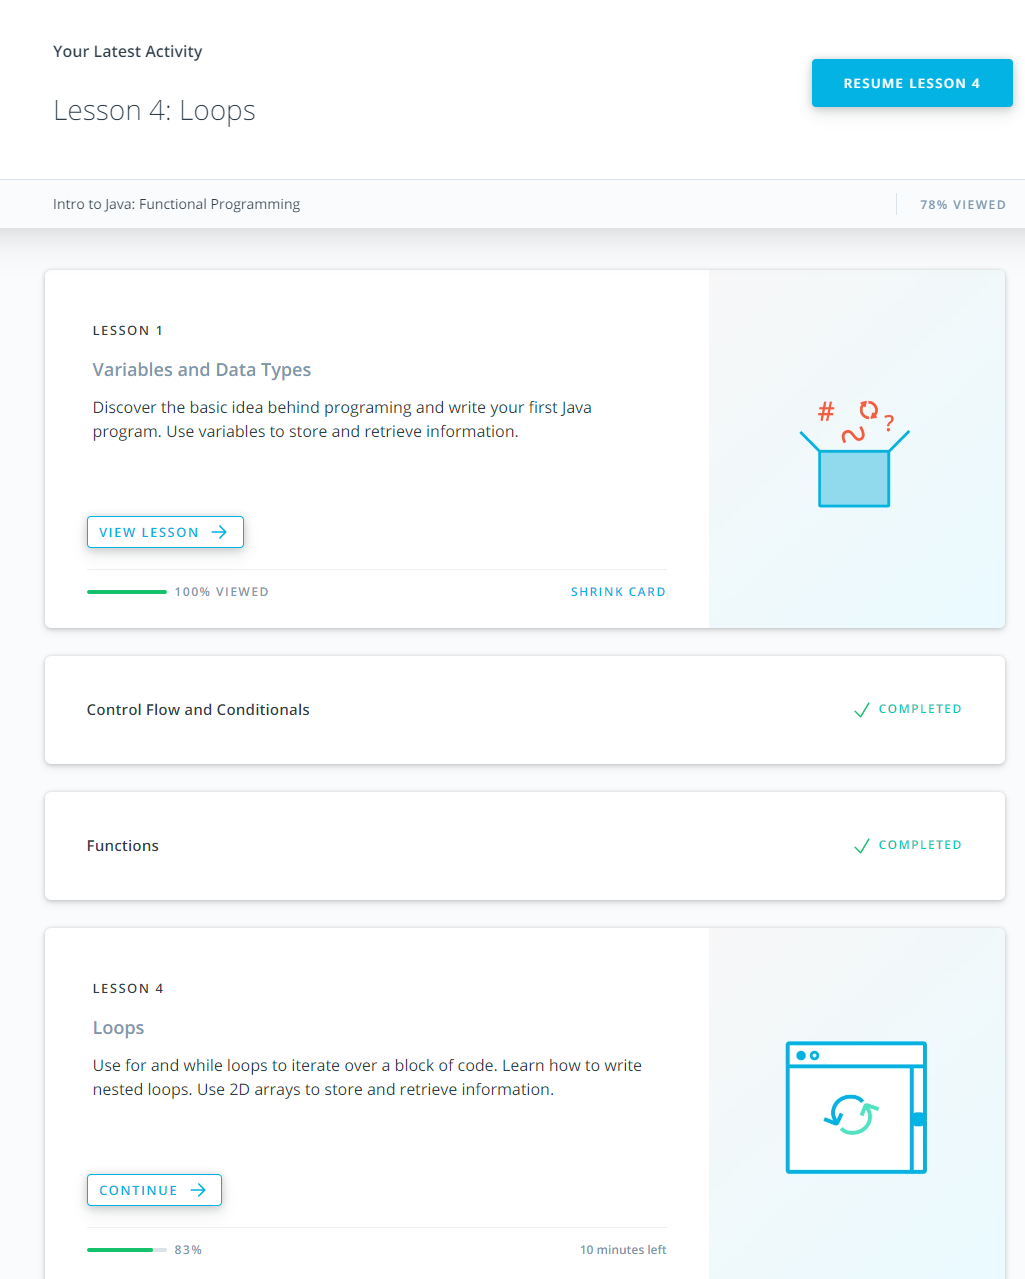 Your Latest Activity
RESUME LESSON 4
Lesson 4: Loops
Intro to Java: Functional Programming
78% VIEWED
LESSON 1
Variables and Data Types
Discover the basic idea behind programing and write your first Java
program. Use variables to store and retrieve information.
# ?
VIEW LESSON
100% VIEWED
SHRINK CARD
Control Flow and Conditionals
COMPLETED
Functions
COMPLETED
LESSON 4
Loops
Use for and while loops to iterate over a block of code. Learn how to write
nested loops. Use 2D arrays to store and retrieve information.
CONTINUE
83%
10 minutes left